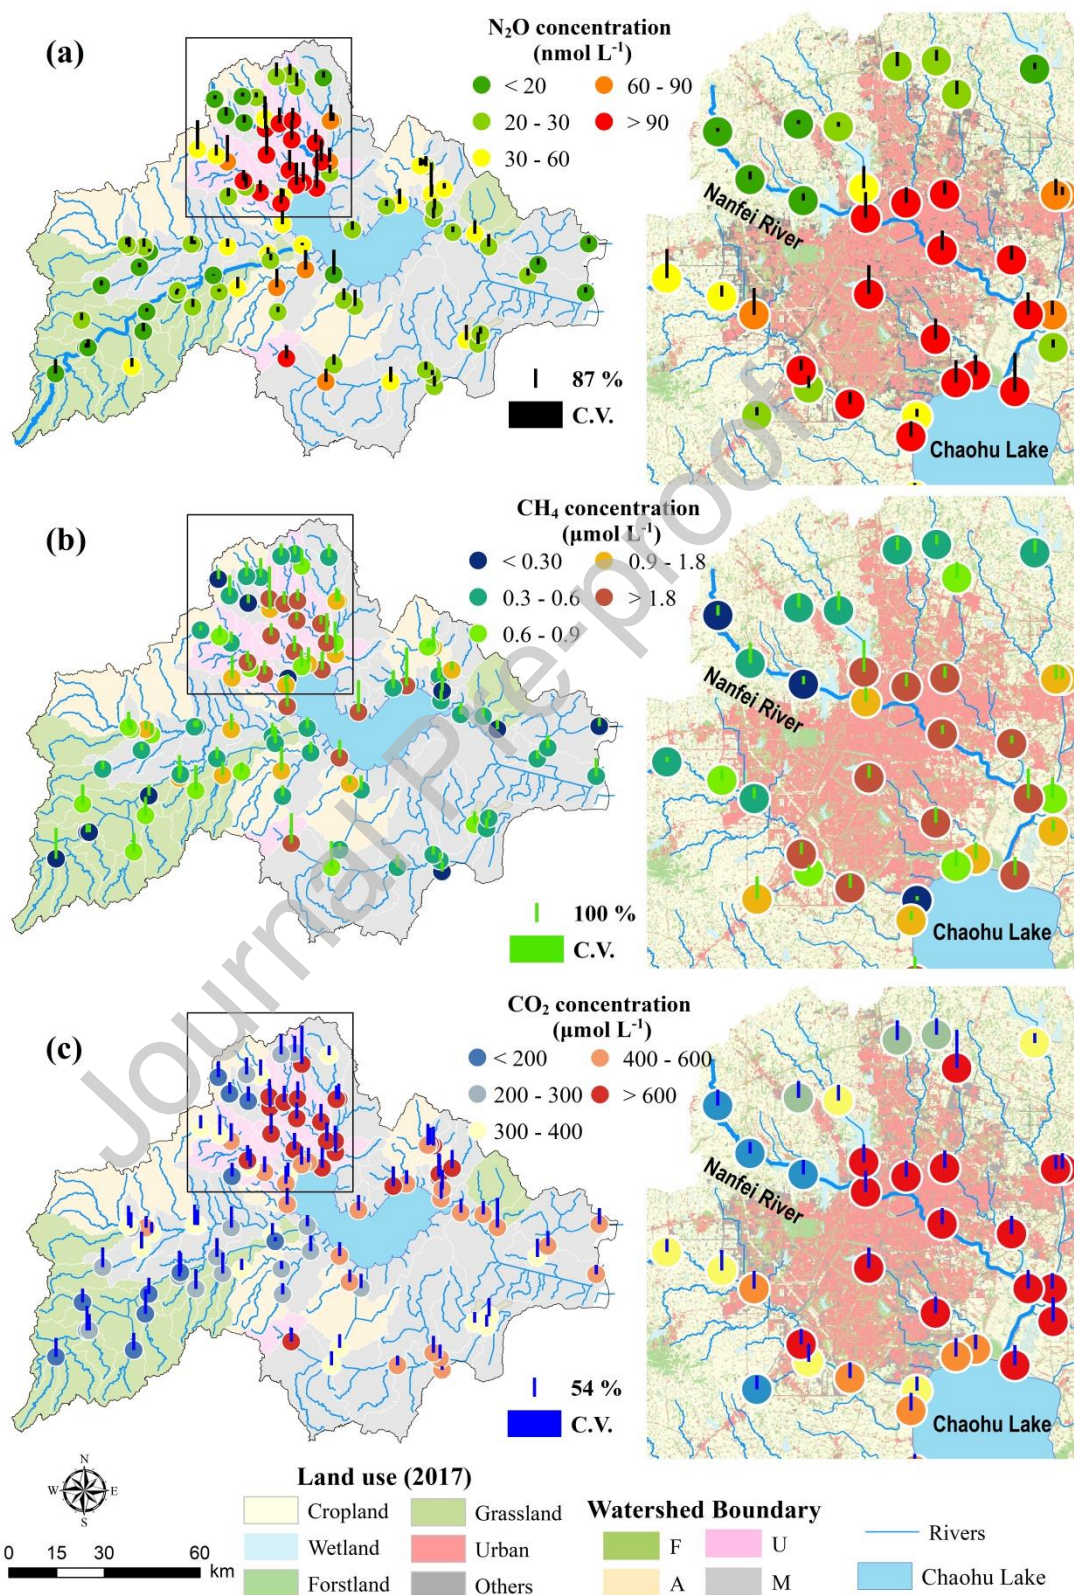 (a)
N₂O concentration
(nmol L⁻¹)
< 20
60 - 90
20 - 30
> 90
30 - 60
87 %
C.V.
Nanfei River
Chaohu Lake
(b)
CH₄ concentration
(μmol L⁻¹)
< 0.30
0.9 - 1.8
0.3 - 0.6
> 1.8
0.6 - 0.9
100 %
C.V.
Nanfei River
Chaohu Lake
(c)
CO₂ concentration
(μmol L⁻¹)
< 200
400 - 600
200 - 300
> 600
300 - 400
54 %
C.V.
Nanfei River
Chaohu Lake
Journal Pre-proof
N
W E
S
0 15 30 60
km
Land use (2017)
Cropland
Grassland
Wetland
Urban
Forstland
Others
Watershed Boundary
F
U
A
M
Rivers
Chaohu Lake